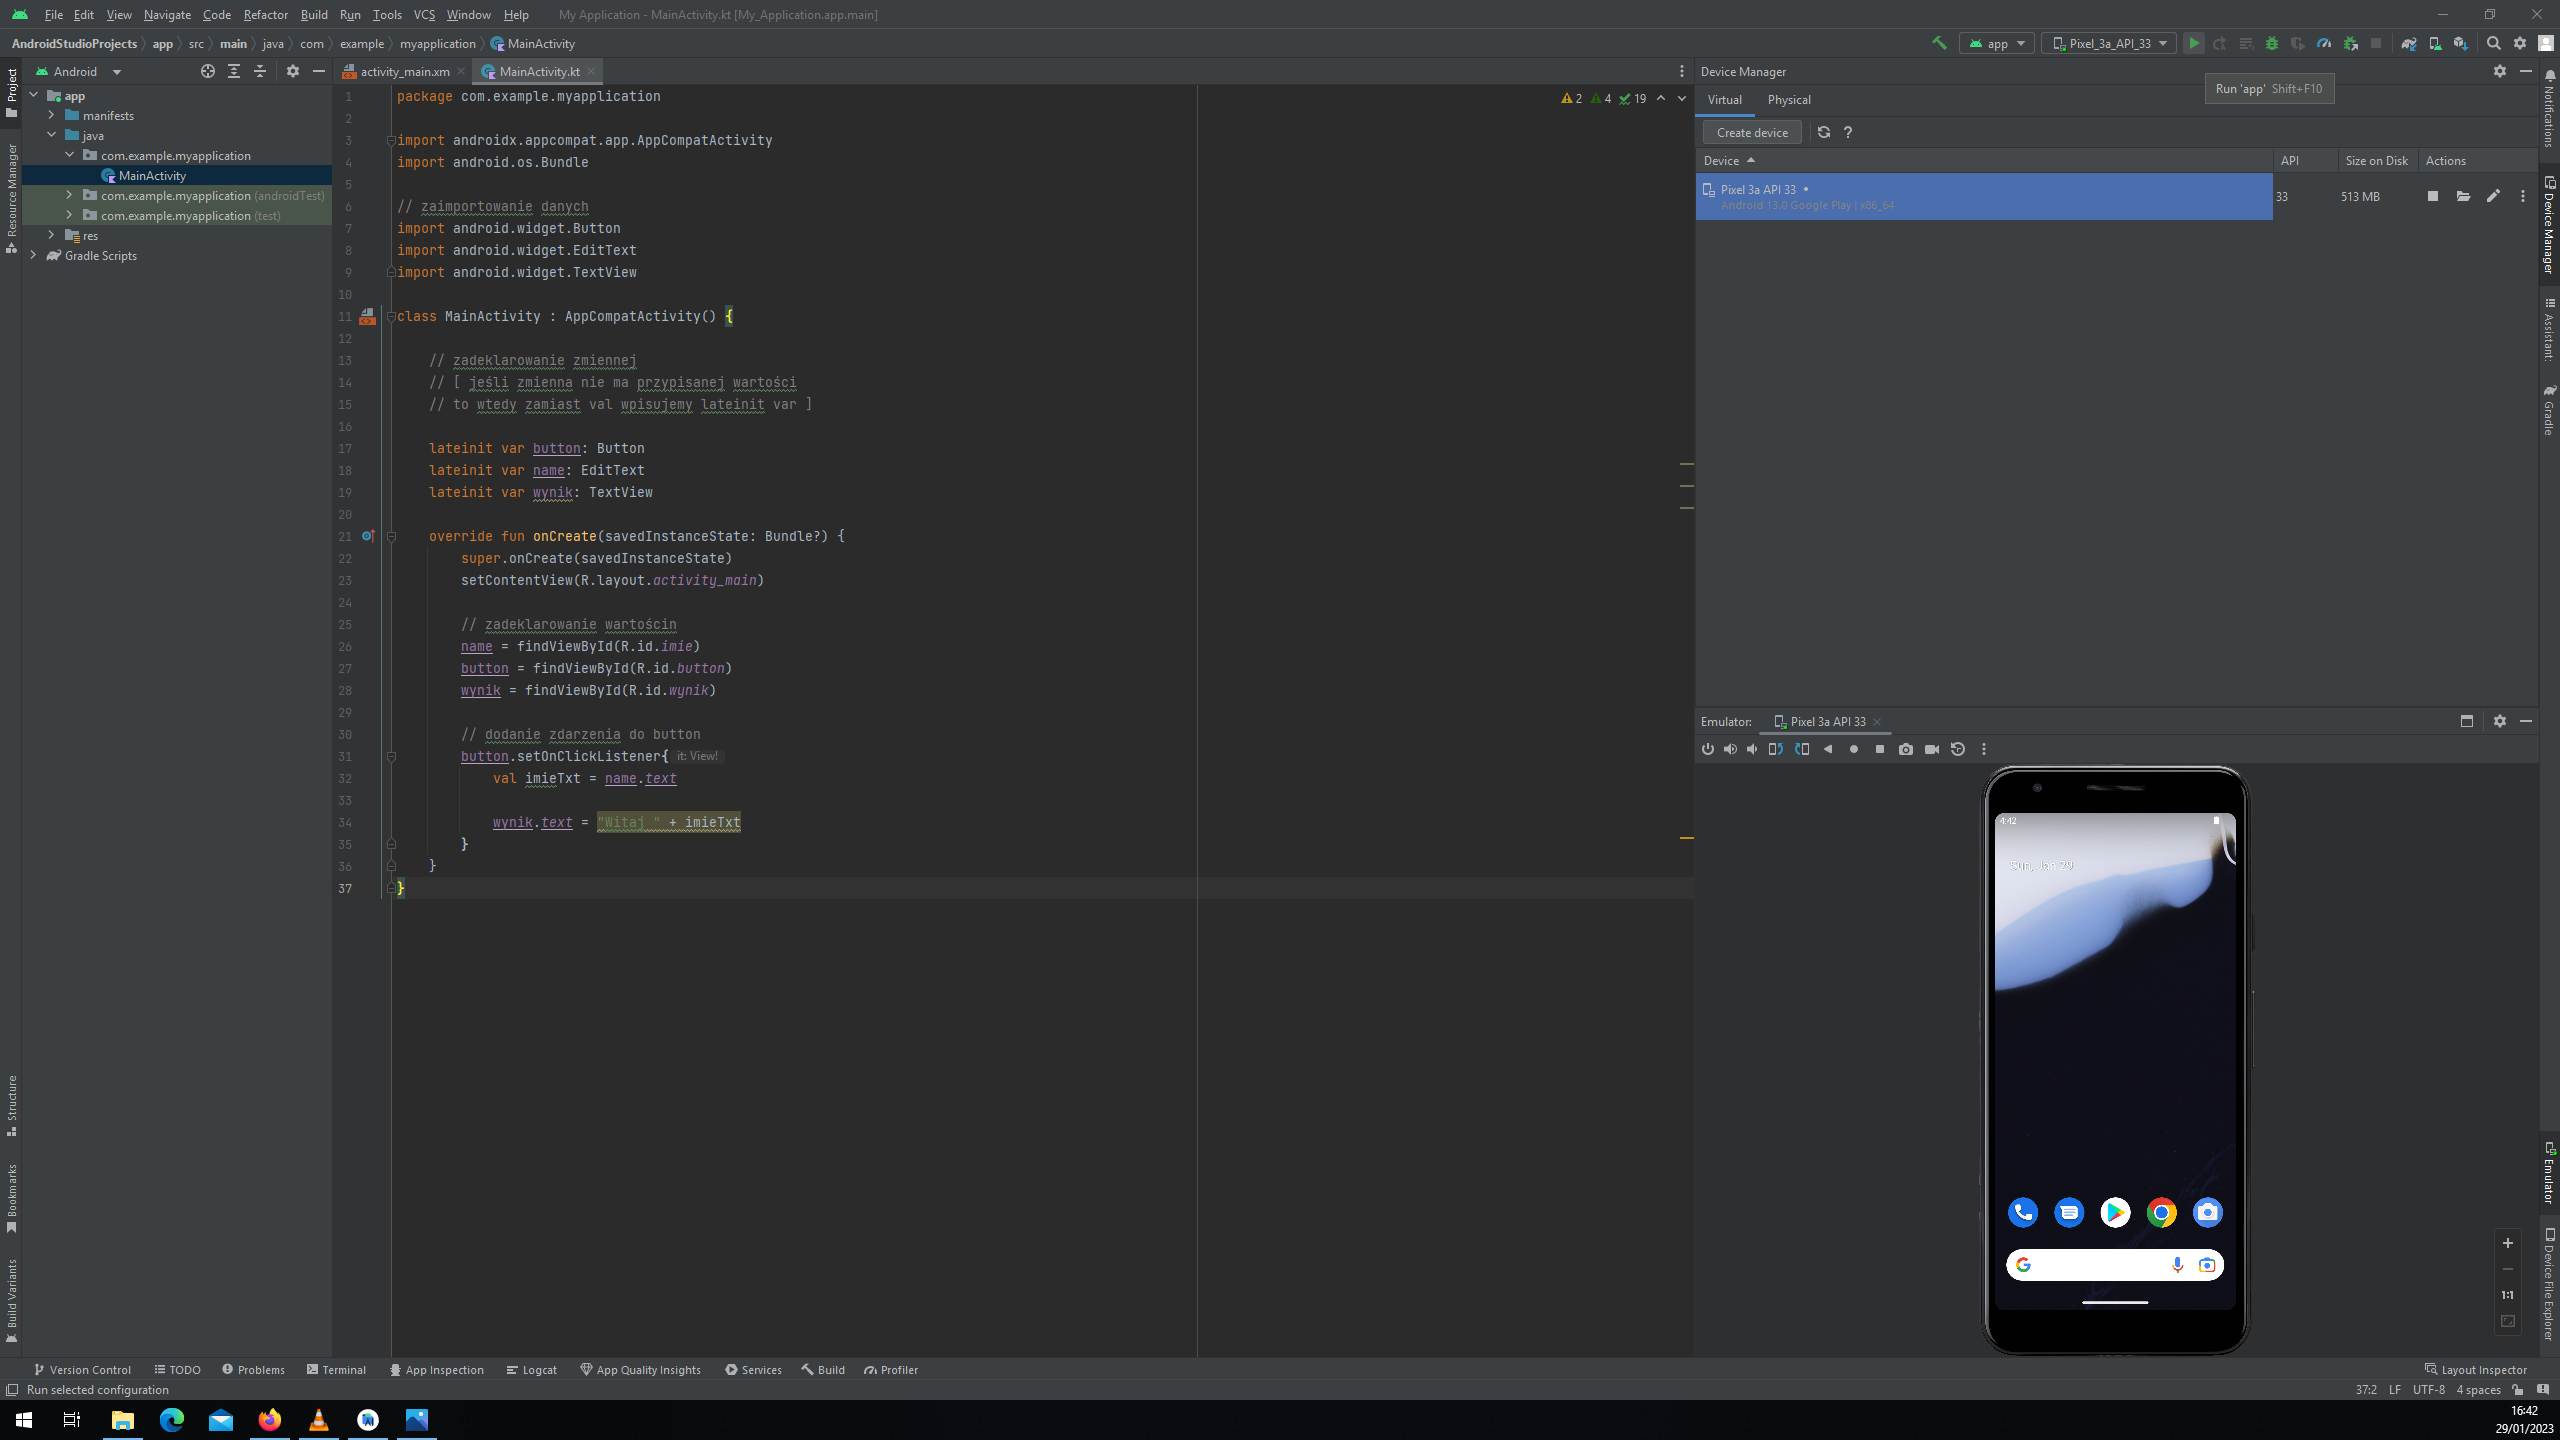 File Edit View Navigate Code Refactor Build Run Tools VCS Window Help My Application - MainActivity.kt [My_Application.app.main]
AndroidStudioProjects app src main java com example myapplication MainActivity app Pixel_3a_API_33
Project Android
activity_main.xm MainActivity.kt
Device Manager
Run 'app' Shift+F10
Virtual Physical
Create device ?
Device API Size on Disk Actions
Pixel 3a API 33 33 513 MB
Android 13.0 Google Play | x86_64
app
manifests
java
com.example.myapplication
MainActivity
com.example.myapplication (androidTest)
com.example.myapplication (test)
res
Gradle Scripts
2 4 19
1 package com.example.myapplication
2
3 import androidx.appcompat.app.AppCompatActivity
4 import android.os.Bundle
5
6 // zaimportowanie danych
7 import android.widget.Button
8 import android.widget.EditText
9 import android.widget.TextView
10
11 class MainActivity : AppCompatActivity() {
12
13 // zadeklarowanie zmiennej
14 // [ jeśli zmienna nie ma przypisanej wartości
15 // to wtedy zamiast val wpisujemy lateinit var ]
16
17 lateinit var button: Button
18 lateinit var name: EditText
19 lateinit var wynik: TextView
20
21 override fun onCreate(savedInstanceState: Bundle?) {
22 super.onCreate(savedInstanceState)
23 setContentView(R.layout.activity_main)
24
25 // zadeklarowanie wartościn
26 name = findViewById(R.id.imie)
27 button = findViewById(R.id.button)
28 wynik = findViewById(R.id.wynik)
29
30 // dodanie zdarzenia do button
31 button.setOnClickListener{ it: View!
32 val imieTxt = name.text
33
34 wynik.text = "Witaj " + imieTxt
35 }
36 }
37 }
Resource Manager
Structure
Bookmarks
Build Variants
Notifications
Device Manager
Assistant:
Gradle
Emulator
Device File Explorer
Emulator: Pixel 3a API 33
4:42
Sun, Jan 29
G
+
1:1
Version Control TODO Problems Terminal App Inspection Logcat App Quality Insights Services Build Profiler Layout Inspector
Run selected configuration 37:2 LF UTF-8 4 spaces
16:42
29/01/2023